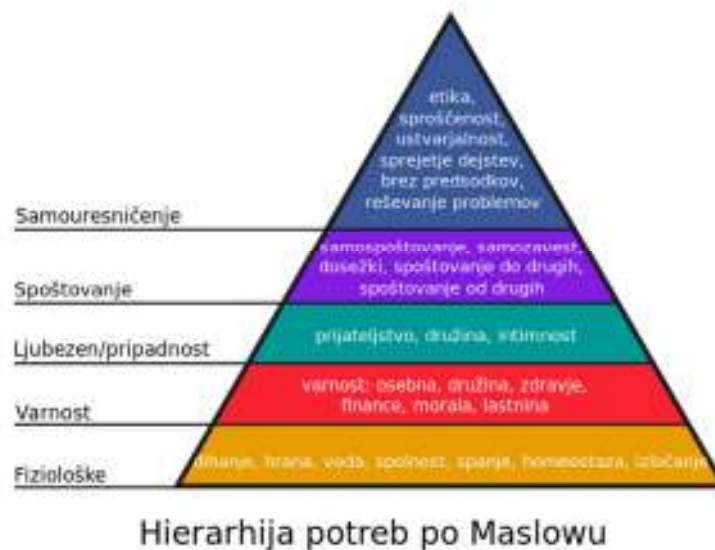 etika,
sproščenost,
ustvarjalnost,
sprejetje dejstev,
brez predsodkov,
reševanje problemov
Samouresničenje
samospoštovanje, samozavest,
dosežki, spoštovanje do drugih,
spoštovanje od drugih
Spoštovanje
prijateljstvo, družina, intimnost
Ljubezen/pripadnost
varnost: osebna, družina, zdravje,
finance, morala, lastnina
Varnost
dihanje, hrana, voda, spolnost, spanje, homeostaza, izločanje
Fiziološke
Hierarhija potreb po Maslowu